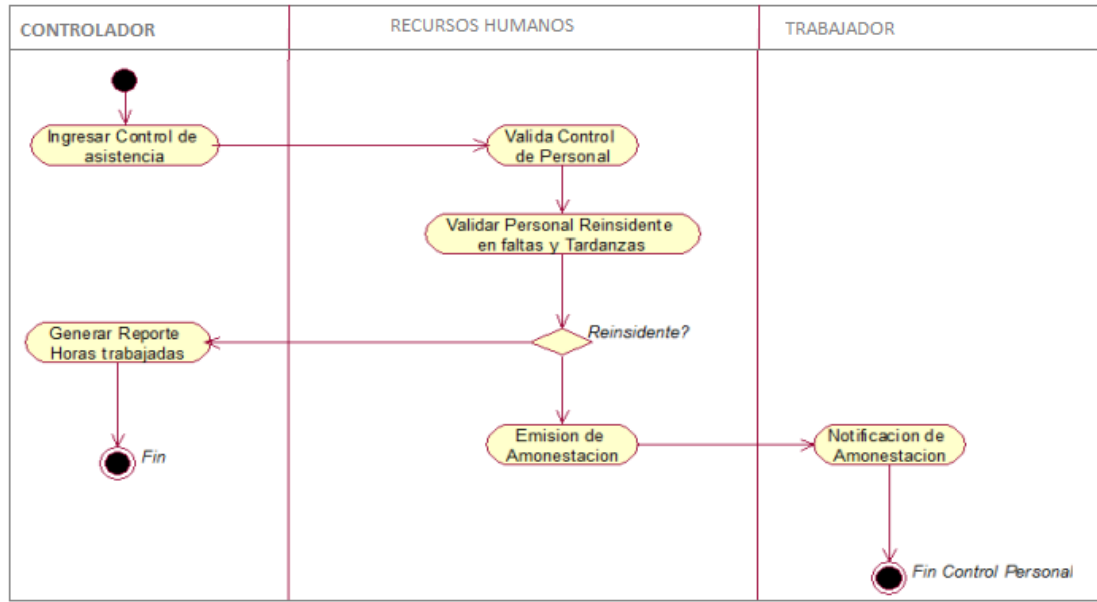 CONTROLADOR
RECURSOS HUMANOS
TRABAJADOR
Ingresar Control de
asistencia
Valida Control
de Personal
Validar Personal Reinsidente
en faltas y Tardanzas
Generar Reporte
Horas trabajadas
Reinsidente?
Emision de
Amonestacion
Notificacion de
Amonestacion
Fin
Fin Control Personal